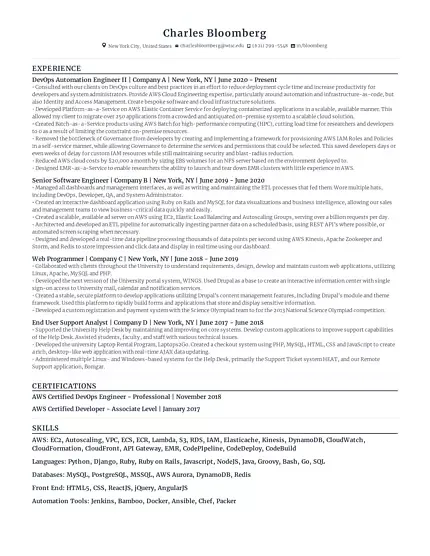 Charles Bloomberg
New York City, United States charlesbloomberg@wisc.edu (621) 799-5548 in/bloomberg
EXPERIENCE
DevOps Automation Engineer II | Company A | New York, NY | June 2020 – Present
- Consulted with our clients on DevOps culture and best practices in an effort to reduce deployment cycle time and increase productivity for
developers and system administrators. Provide AWS Cloud Engineering expertise, particularly around automation and infrastructure-as-code, but
also Identity and Access Management. Create bespoke software and cloud infrastructure solutions.
- Developed Platform-as-a-Service on AWS Elastic Container Service for deploying containerized applications in a scalable, available manner. This
allowed my client to migrate over 250 applications from a crowded and antiquated on-premise system to a scalable cloud solution.
- Created Batch-as-a-Service product using AWS Batch for high-performance computing (HPC), cutting load time for researchers and developers
to 0 as a result of limiting the constraint on-premise resources.
- Removed the bottleneck of Governance from developers by creating and implementing a framework for provisioning AWS IAM Roles and Policies
in a self-service manner, while allowing Governance to determine the services and permissions that could be selected. This saved developers days or
even weeks of delay for custom IAM resources while still maintaining security and blast-radius reduction.
- Reduced AWS cloud costs by $20,000 a month by sizing EBS volumes for an NFS server based on the environment deployed to.
- Designed EMR-as-a-Service to enable researchers the ability to launch and tear down EMR clusters with little experience in AWS.
Senior Software Engineer | Company B | New York, NY | June 2019 – June 2020
- Managed all dashboards and management interfaces, as well as writing and maintaining the ETL processes that fed them. Wore multiple hats,
including DevOps, Developer, QA, and System Administrator.
- Created an interactive dashboard application using Ruby on Rails and MySQL, for data visualizations and business intelligence, allowing our sales
and management teams to view business-critical data quickly and easily.
- Created a scalable, available ad server on AWS using EC2, Elastic Load Balancing and Autoscaling Groups, serving over a billion requests per day.
- Architected and developed an ETL pipeline for automatically ingesting partner data on a scheduled basis, using REST API's where possible, or
automated screen scraping when necessary.
- Designed and developed a real-time data pipeline processing thousands of data points per second using AWS Kinesis, Apache Zookeeper and
Storm, and Redis to store impression and click data and display in real time using our dashboard.
Web Programmer | Company C | New York, NY | June 2018 – June 2019
- Collaborated with clients throughout the University to understand requirements, design, develop and maintain custom web applications, utilizing
Linux, Apache, MySQL and PHP.
- Developed the next version of the University portal system, WINGS. Used Drupal as a base to create an interactive information center with single
sign-on access to University mail, calendar and notification services.
- Created a stable, secure platform to develop applications utilizing Drupal's content management features, including Drupal's module and theme
framework. Used this platform to rapidly build forms and applications that store and display sensitive information.
- Developed a custom registration and payment system with the Science Olympiad team to for the 2013 National Science Olympiad competition.
End User Support Analyst | Company D | New York, NY | June 2017 – June 2018
- Supported the University Help Desk by maintaining and improving on core systems. Develop custom applications to improve support capabilities
of the Help Desk. Assisted students, faculty, and staff with various technical issues.
- Developed the university Laptop Rental Program, Laptops2Go. Created a checkout system using PHP, MySQL, HTML, CSS and JavaScript to create
a rich, desktop-like web application with real-time AJAX data updating.
- Administered multiple Linux- and Windows-based systems for the Help Desk, primarily the Support Ticket system HEAT, and our Remote
Support application, Bomgar.
CERTIFICATIONS
AWS Certified DevOps Engineer - Professional | November 2018
AWS Certified Developer - Associate Level | January 2017
SKILLS
AWS: EC2, Autoscaling, VPC, ECS, ECR, Lambda, S3, RDS, IAM, Elasticache, Kinesis, DynamoDB, CloudWatch,
CloudFormation, CloudFront, API Gateway, EMR, CodePIpeline, CodeDeploy, CodeBuild
Languages: Python, Django, Ruby, Ruby on Rails, Javascript, NodeJS, Java, Groovy, Bash, Go, SQL
Databases: MySQL, PostgreSQL, MSSQL, AWS Aurora, DynamoDB, Redis
Front End: HTML5, CSS, ReactJS, jQuery, AngularJS
Automation Tools: Jenkins, Bamboo, Docker, Ansible, Chef, Packer